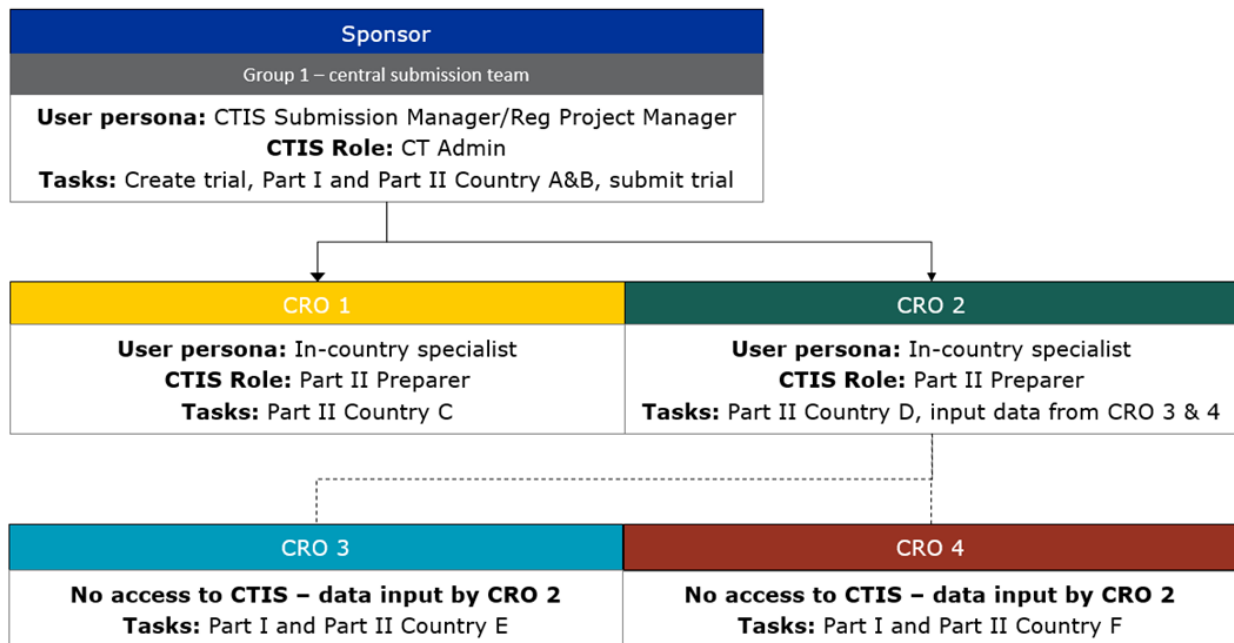 Sponsor
Group 1 – central submission team
User persona: CTIS Submission Manager/Reg Project Manager
CTIS Role: CT Admin
Tasks: Create trial, Part I and Part II Country A&B, submit trial
CRO 1
User persona: In-country specialist
CTIS Role: Part II Preparer
Tasks: Part II Country C
CRO 2
User persona: In-country specialist
CTIS Role: Part II Preparer
Tasks: Part II Country D, input data from CRO 3 & 4
CRO 3
No access to CTIS – data input by CRO 2
Tasks: Part I and Part II Country E
CRO 4
No access to CTIS – data input by CRO 2
Tasks: Part I and Part II Country F